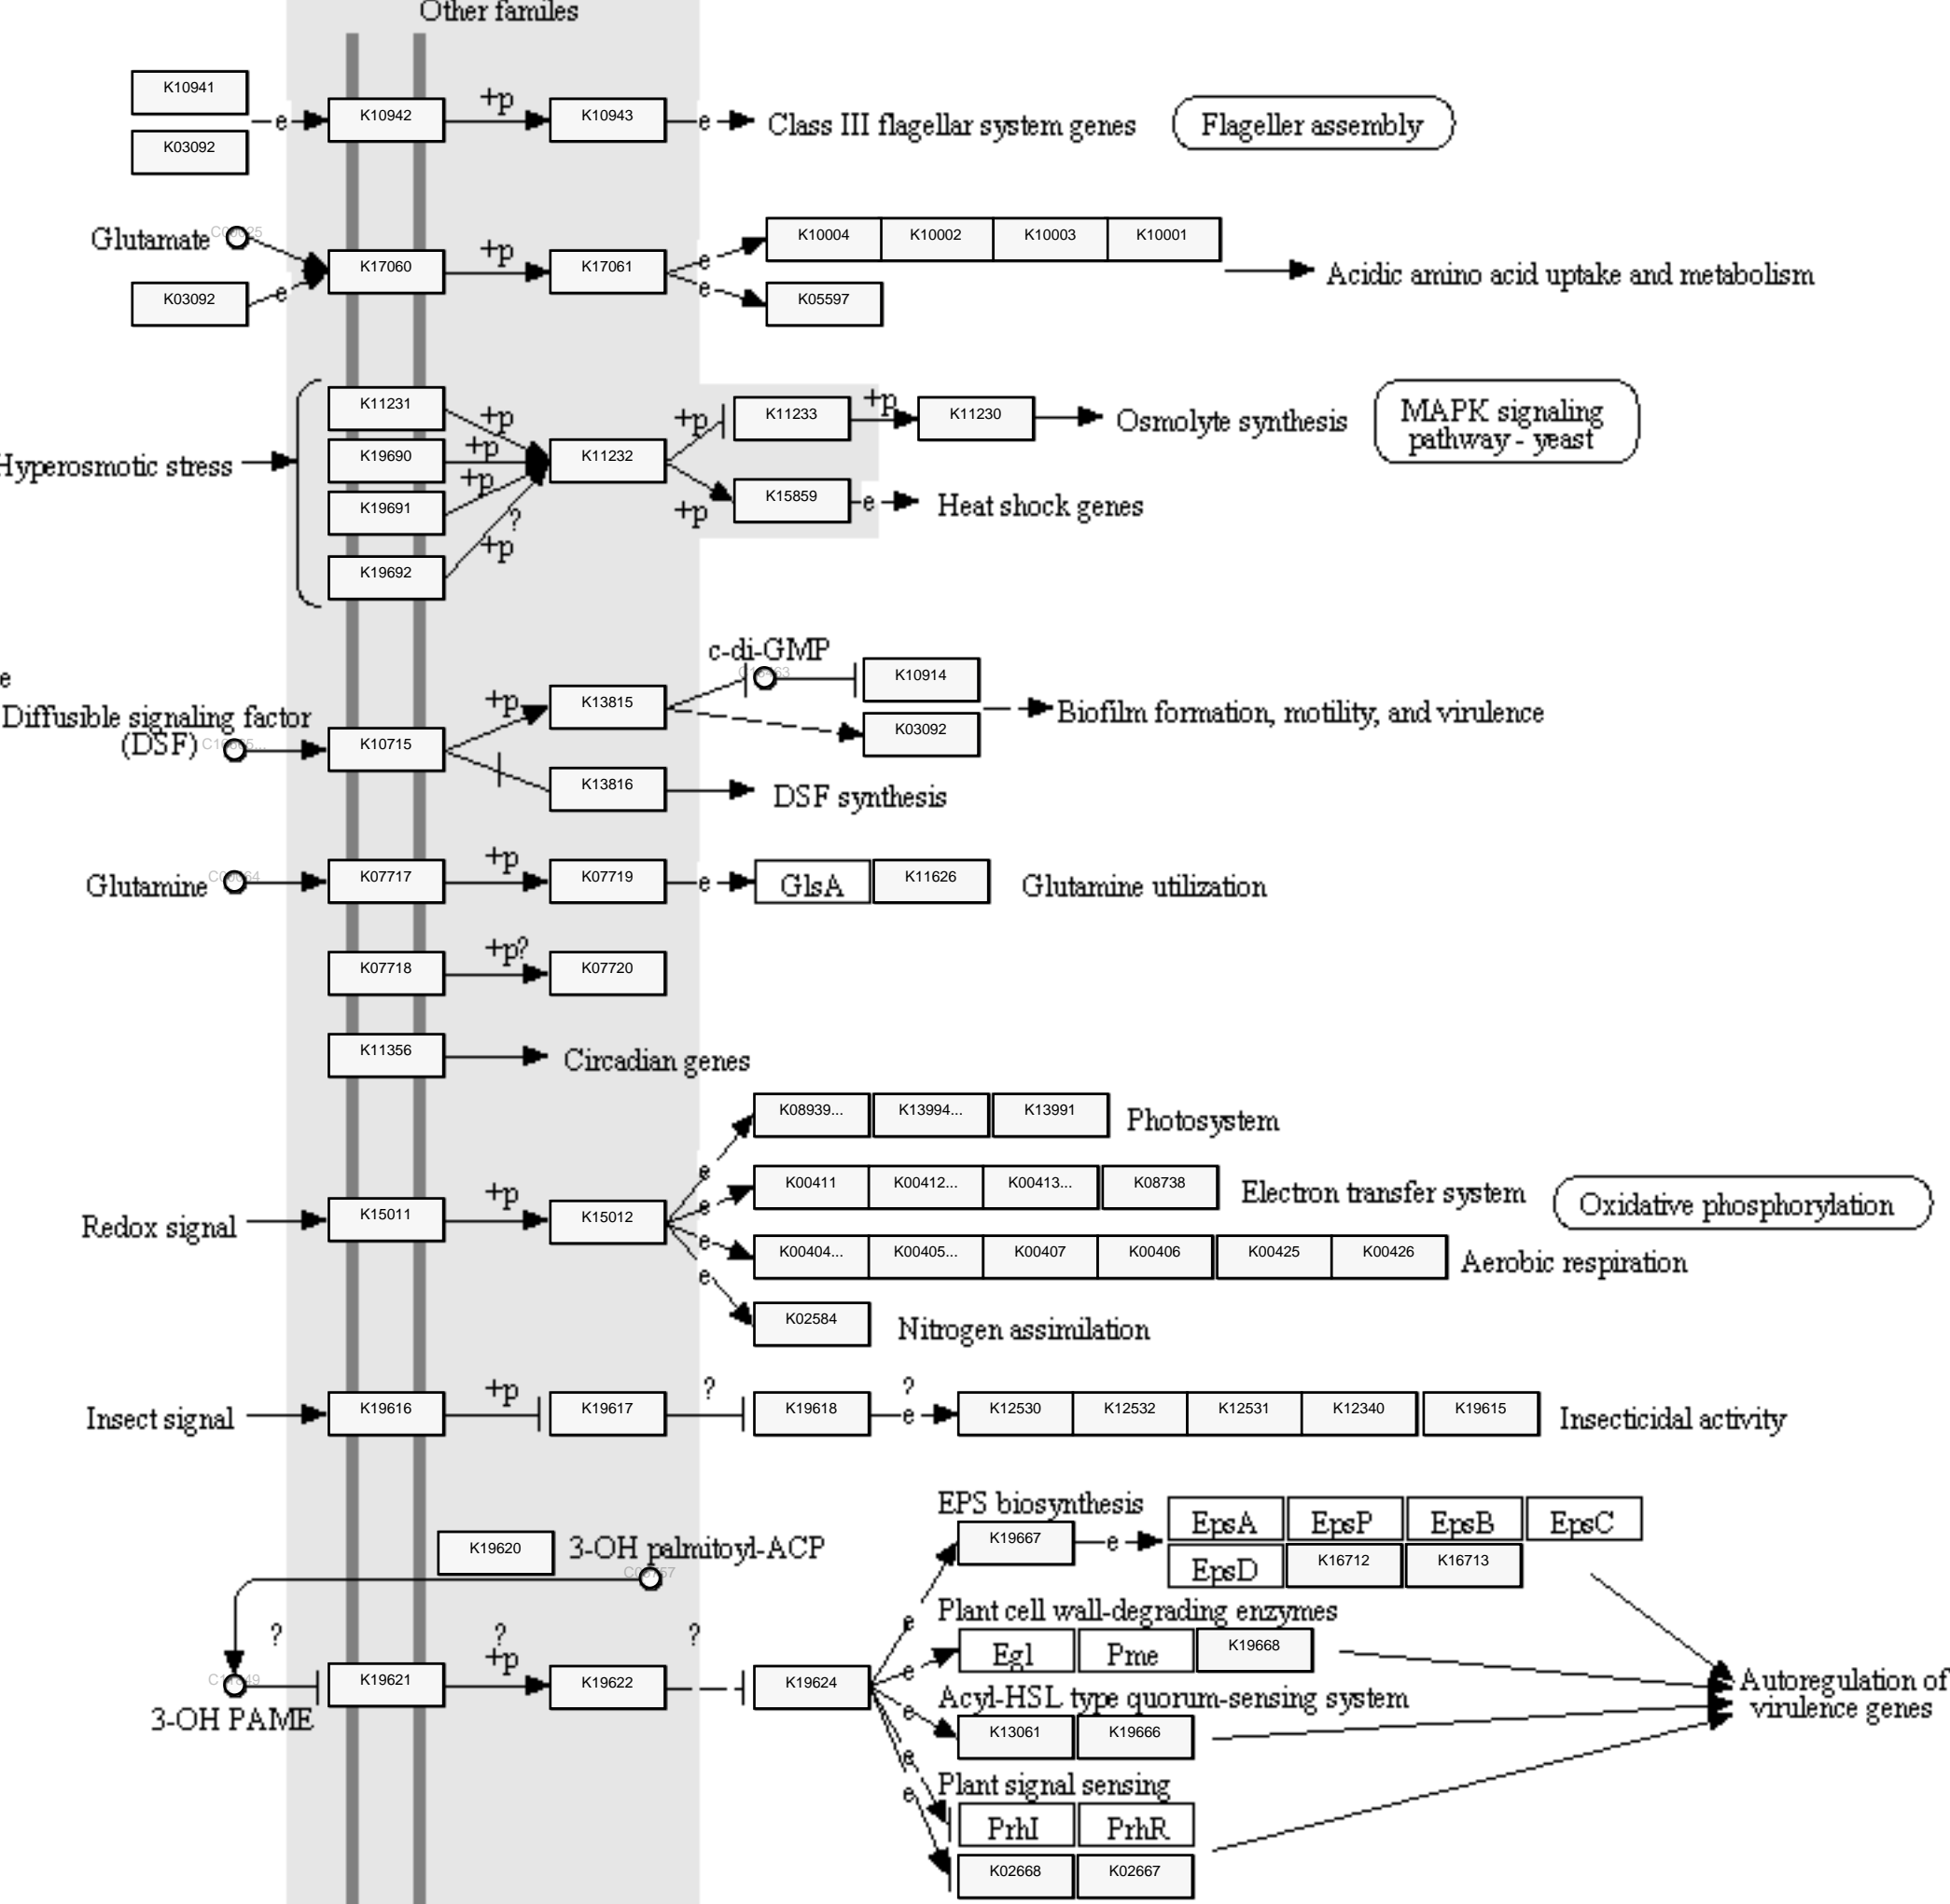 Other familes
K10941
K03092
e
K10942
+p
K10943
e
Class III flagellar system genes
Flageller assembly
Glutamate
K03092
e
K17060
+p
K17061
e
e
K10004 K10002 K10003 K10001
K05597
Acidic amino acid uptake and metabolism
Hyperosmotic stress
K11231
K19690
K19691
K19692
+p
+p
+p
?
+p
K11232
+p
+p
K11233
+p
K11230
Osmolyte synthesis
MAPK signaling
pathway - yeast
K15859
e
Heat shock genes
e
Diffusible signaling factor
(DSF)
K10715
+p
K13815
c-di-GMP
K10914
K03092
Biofilm formation, motility, and virulence
K13816
DSF synthesis
Glutamine
K07717
+p
K07719
e
GlsA K11626
Glutamine utilization
K07718
+p?
K07720
K11356
Circadian genes
Redox signal
K15011
+p
K15012
e
e
e
e
K08939... K13994... K13991
Photosystem
K00411 K00412... K00413... K08738
Electron transfer system
Oxidative phosphorylation
K00404... K00405... K00407 K00406 K00425 K00426
Aerobic respiration
K02584
Nitrogen assimilation
Insect signal
K19616
+p
K19617
?
K19618
?
e
K12530 K12532 K12531 K12340 K19615
Insecticidal activity
K19620
3-OH palmitoyl-ACP
?
3-OH PAME
K19621
?
+p
K19622
?
K19624
e
e
e
e
e
EPS biosynthesis
K19667
e
EpsA EpsP EpsB EpsC
EpsD K16712 K16713
Plant cell wall-degrading enzymes
Egl Pme K19668
Acyl-HSL type quorum-sensing system
K13061 K19666
Plant signal sensing
PrhI PrhR
K02668 K02667
Autoregulation of
virulence genes